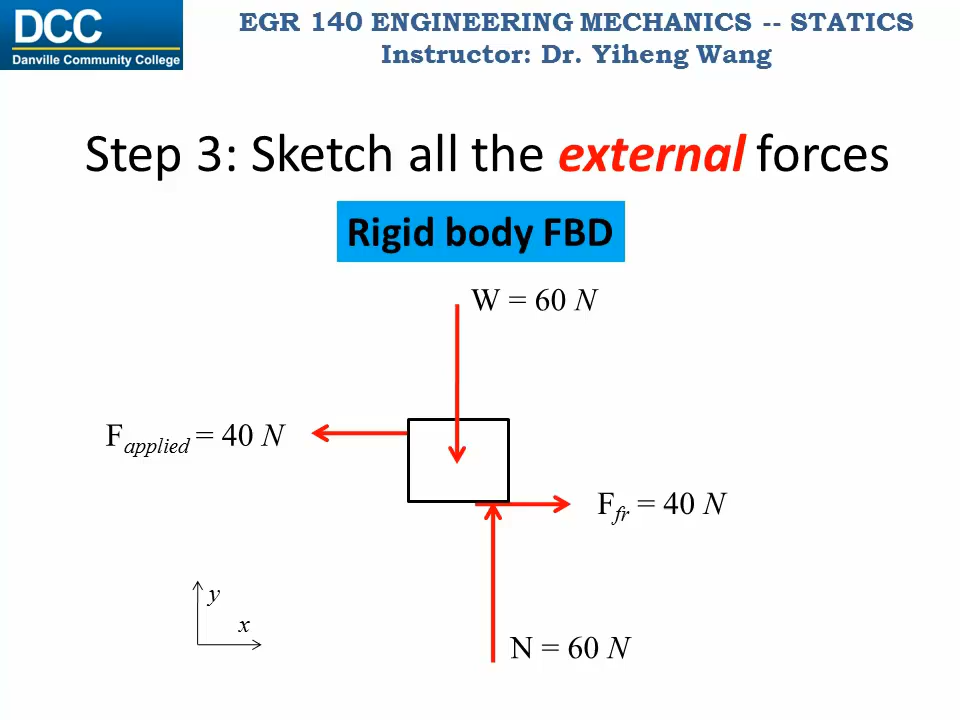 DCC
Danville Community College
EGR 140 ENGINEERING MECHANICS -- STATICS
Instructor: Dr. Yiheng Wang
Step 3: Sketch all the external forces
Rigid body FBD
W = 60 N
Fapplied = 40 N
Ffr = 40 N
y
x
N = 60 N